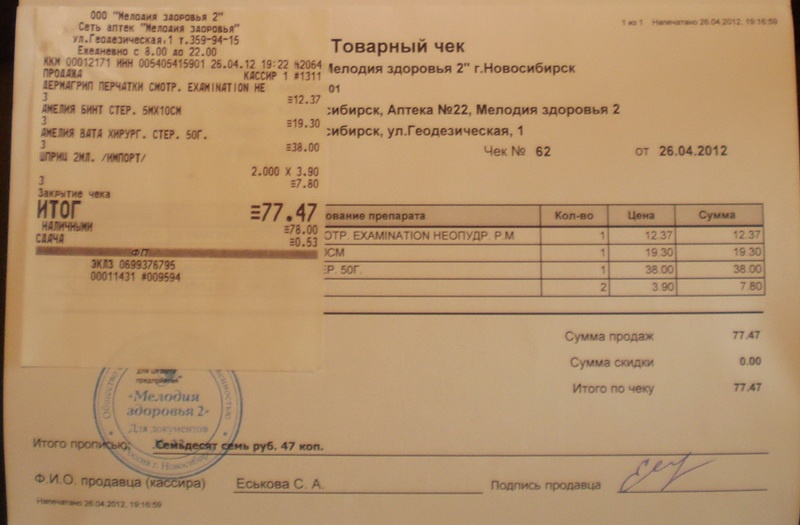 ООО "Мелодия здоровья 2"
Сеть аптек "Мелодия здоровья"
ул.Геодезическая,1 т.359-94-15
Ежедневно с 8.00 до 22.00
ККМ 00012171 ИНН 005405415901 26.04.12 19:22 №2064
ПРОДАЖА КАССИР 1 #1311
ДЕРМАГРИП ПЕРЧАТКИ СМОТР. EXAMINATION НЕ
3
≡12.37
АМЕЛИЯ БИНТ СТЕР. 5МХ10СМ
3
≡19.30
АМЕЛИЯ ВАТА ХИРУРГ. СТЕР. 50Г.
3
≡38.00
ШПРИЦ 2МЛ. /ИМПОРТ/
2.000 X 3.90
3
≡7.80
Закрытие чека
ИТОГ ≡77.47
НАЛИЧНЫМИ ≡78.00
СДАЧА ≡0.53
ФП
ЭКЛЗ 0699376795
00011431 #009594
1 из 1 Напечатано 26.04.2012, 19:16:59
Товарный чек
Мелодия здоровья 2" г.Новосибирск
01
сибирск, Аптека №22, Мелодия здоровья 2
сибирск, ул.Геодезическая, 1
Чек № 62 от 26.04.2012
ование препарата Кол-во Цена Сумма
ОТР. EXAMINATION НЕОПУДР. Р.М 1 12.37 12.37
0СМ 1 19.30 19.30
ЕР. 50Г. 1 38.00 38.00
2 3.90 7.80
Сумма продаж 77.47
Сумма скидки 0.00
Итого по чеку 77.47
предприятия
«Мелодия
здоровья 2»
Для документов
Россия г. Новосибирск
Итого прописью: Семьдесят семь руб. 47 коп.
Ф.И.О. продавца (кассира) Еськова С. А. Подпись продавца
Напечатано 26.04.2012, 19:16:59